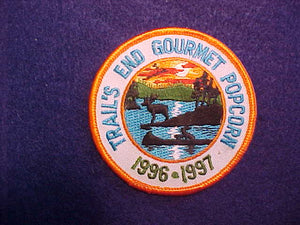 TRAIL'S END GOURMET POPCORN
1996 • 1997